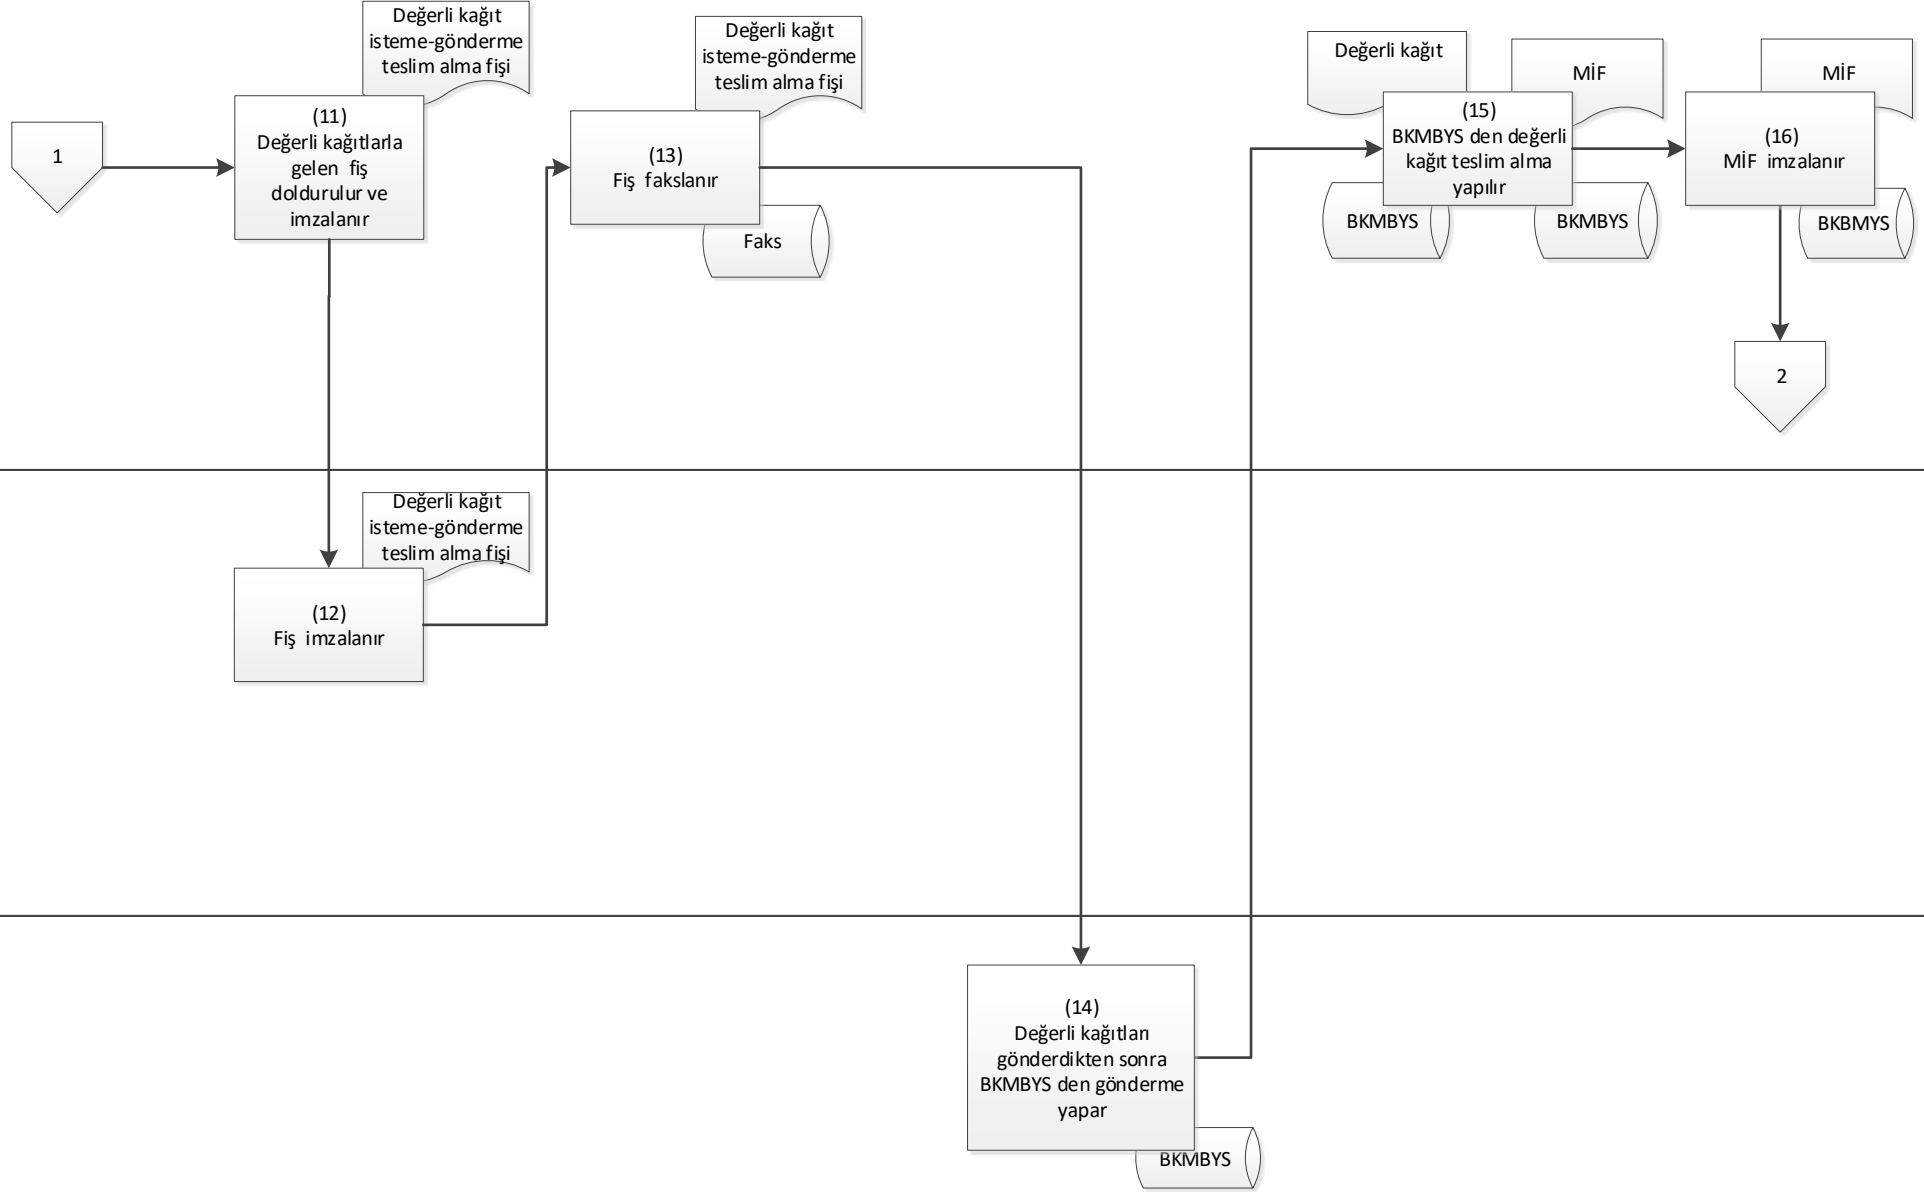 1
Değerli kağıt
isteme-gönderme
teslim alma fişi
(11)
Değerli kağıtlarla
gelen fiş
doldurulur ve
imzalanır
Değerli kağıt
isteme-gönderme
teslim alma fişi
(13)
Fiş fakslanır
Faks
Değerli kağıt
MİF
(15)
BKMBYS den değerli
kağıt teslim alma
yapılır
BKMBYS
BKMBYS
MİF
(16)
MİF imzalanır
BKBMYS
2
Değerli kağıt
isteme-gönderme
teslim alma fişi
(12)
Fiş imzalanır
(14)
Değerli kağıtları
gönderdikten sonra
BKMBYS den gönderme
yapar
BKMBYS